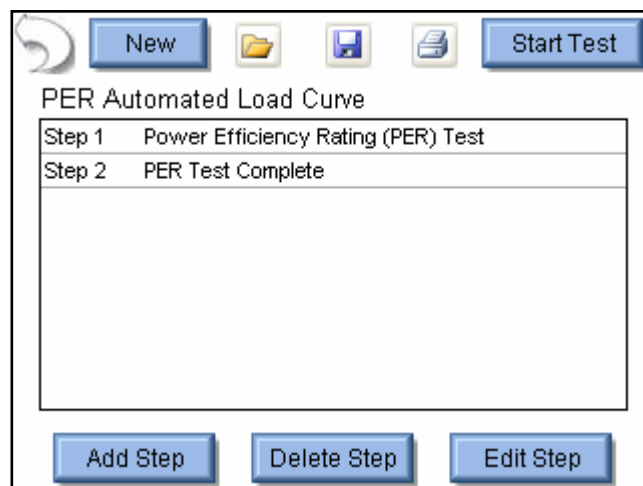 New Start Test
PER Automated Load Curve
Step 1 Power Efficiency Rating (PER) Test
Step 2 PER Test Complete
Add Step Delete Step Edit Step